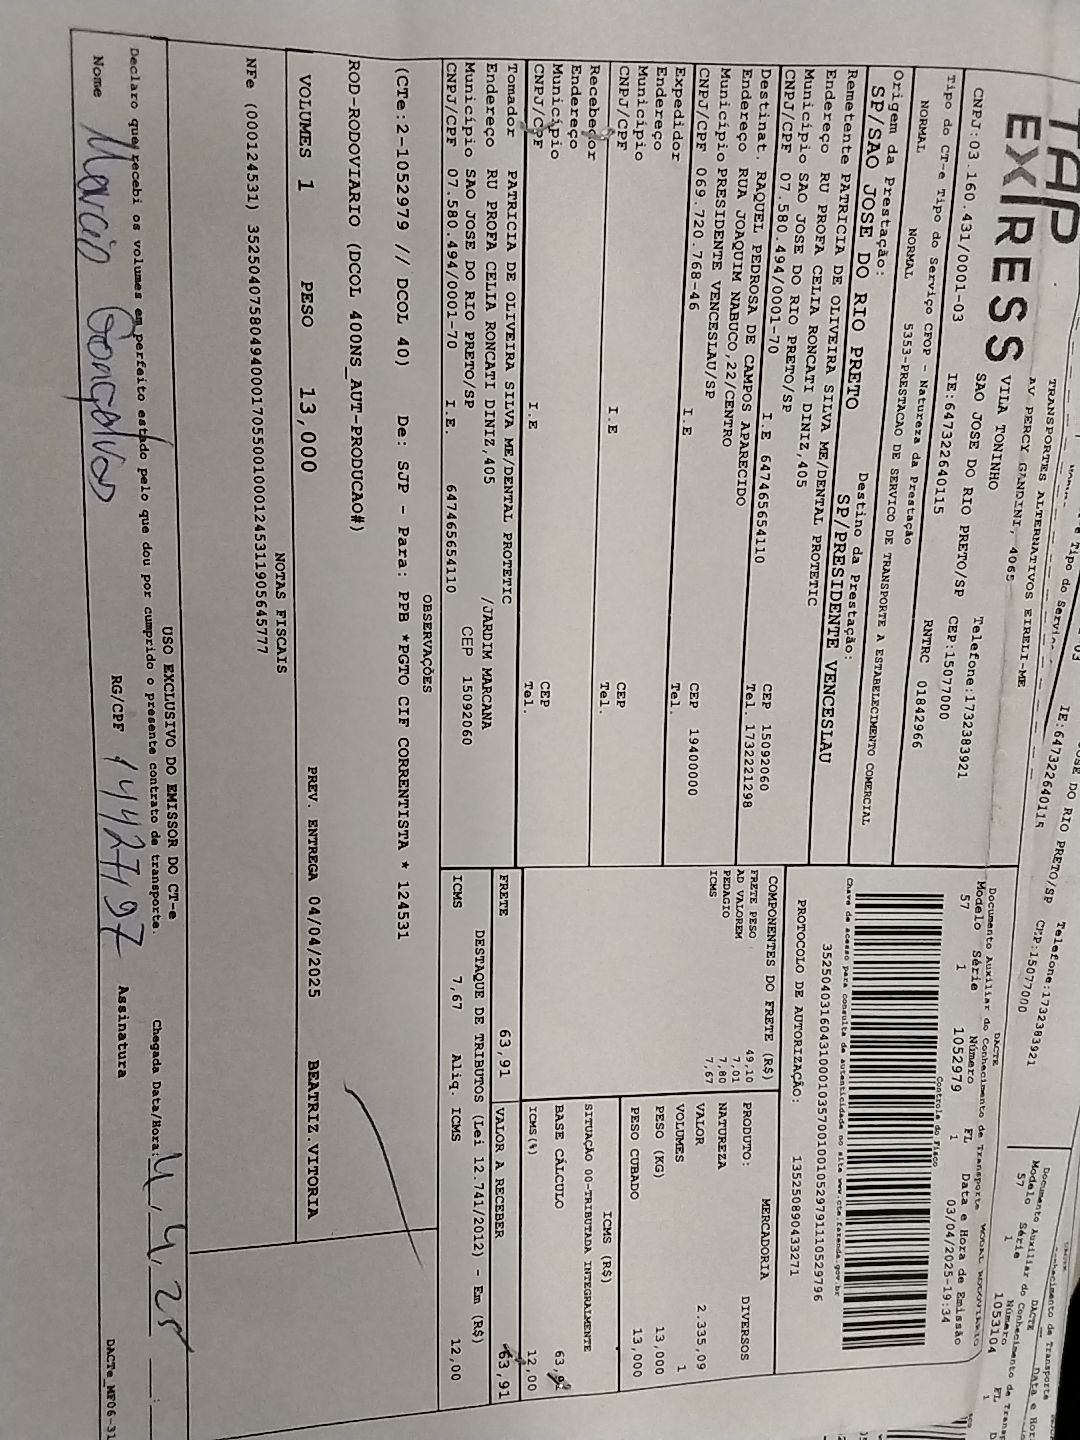 TAP
EX/RESS
TRANSPORTES ALTERNATIVOS EIRELI-ME
AV. PERCY GANDINI, 4065
VILA TONINHO
SAO JOSE DO RIO PRETO/SP Telefone:1732383921
CNPJ:03.160.431/0001-03 IE:647322640115 CEP:15077000
Tipo do CT-e Tipo do Serviço CFOP - Natureza da Prestação RNTRC 01842966
NORMAL NORMAL 5353-PRESTACAO DE SERVICO DE TRANSPORTE A ESTABELECIMENTO COMERCIAL
Origem da Prestação: Destino da Prestação:
SP/SAO JOSE DO RIO PRETO SP/PRESIDENTE VENCESLAU
Remetente PATRICIA DE OLIVEIRA SILVA ME/DENTAL PROTETIC
Endereço RU PROFA CELIA RONCATI DINIZ,405
Município SAO JOSE DO RIO PRETO/SP CEP 15092060
CNPJ/CPF 07.580.494/0001-70 I.E 647465654110 Tel. 1732221298
Destinat. RAQUEL PEDROSA DE CAMPOS APARECIDO
Endereço RUA JOAQUIM NABUCO,22/CENTRO
Município PRESIDENTE VENCESLAU/SP CEP 19400000
CNPJ/CPF 069.720.768-46 I.E Tel.
Expedidor
Endereço
Município CEP
CNPJ/CPF I.E Tel.
Recebedor
Endereço
Município CEP
CNPJ/CPF I.E Tel.
Tomador PATRICIA DE OLIVEIRA SILVA ME/DENTAL PROTETIC
Endereço RU PROFA CELIA RONCATI DINIZ,405 /JARDIM MARCANA
Município SAO JOSE DO RIO PRETO/SP CEP 15092060
CNPJ/CPF 07.580.494/0001-70 I.E. 647465654110
DACTE
Documento Auxiliar do Conhecimento de Transporte MODAL RODOVIÁRIO
Modelo Série Número FL Data e Hora de Emissão
57 1 1052979 1 03/04/2025-19:34
Controle do Fisco
Chave de acesso para consulta de autenticidade no site www.cte.fazenda.gov.br
35250403160431000103570010010529791110529796
PROTOCOLO DE AUTORIZAÇÃO: 135250890433271
COMPONENTES DO FRETE (R$)
FRETE PESO 49,10
AD VALOREM 7,01
PEDAGIO 7,80
ICMS 7,67
MERCADORIA
PRODUTO: DIVERSOS
NATUREZA
VALOR 2.335,09
VOLUMES 1
PESO (KG) 13,000
PESO CUBADO 13,000
ICMS (R$)
SITUAÇÃO 00-TRIBUTADA INTEGRALMENTE
BASE CÁLCULO 63,91
ICMS(%) 12,00
FRETE 63,91 VALOR A RECEBER 63,91
DESTAQUE DE TRIBUTOS (Lei 12.741/2012) - Em (R$)
ICMS 7,67 Aliq. ICMS 12,00
OBSERVAÇÕES
(CTe:2-1052979 // DCOL 40) De: SJP - Para: PPB *PGTO CIF CORRENTISTA * 124531
ROD-RODOVIARIO (DCOL 400NS_AUT-PRODUCAO#)
VOLUMES 1 PESO 13,000 PREV. ENTREGA 04/04/2025 BEATRIZ.VITORIA
NOTAS FISCAIS
NFe (000124531) 35250407580494000170550010001245311905645777
USO EXCLUSIVO DO EMISSOR DO CT-e
Declaro que recebi os volumes em perfeito estado pelo que dou por cumprido o presente contrato de transporte. Chegada Data/Hora: 4/4/25
Nome Marcio Gonçalves RG/CPF Assinatura
DACTe_MF06-31